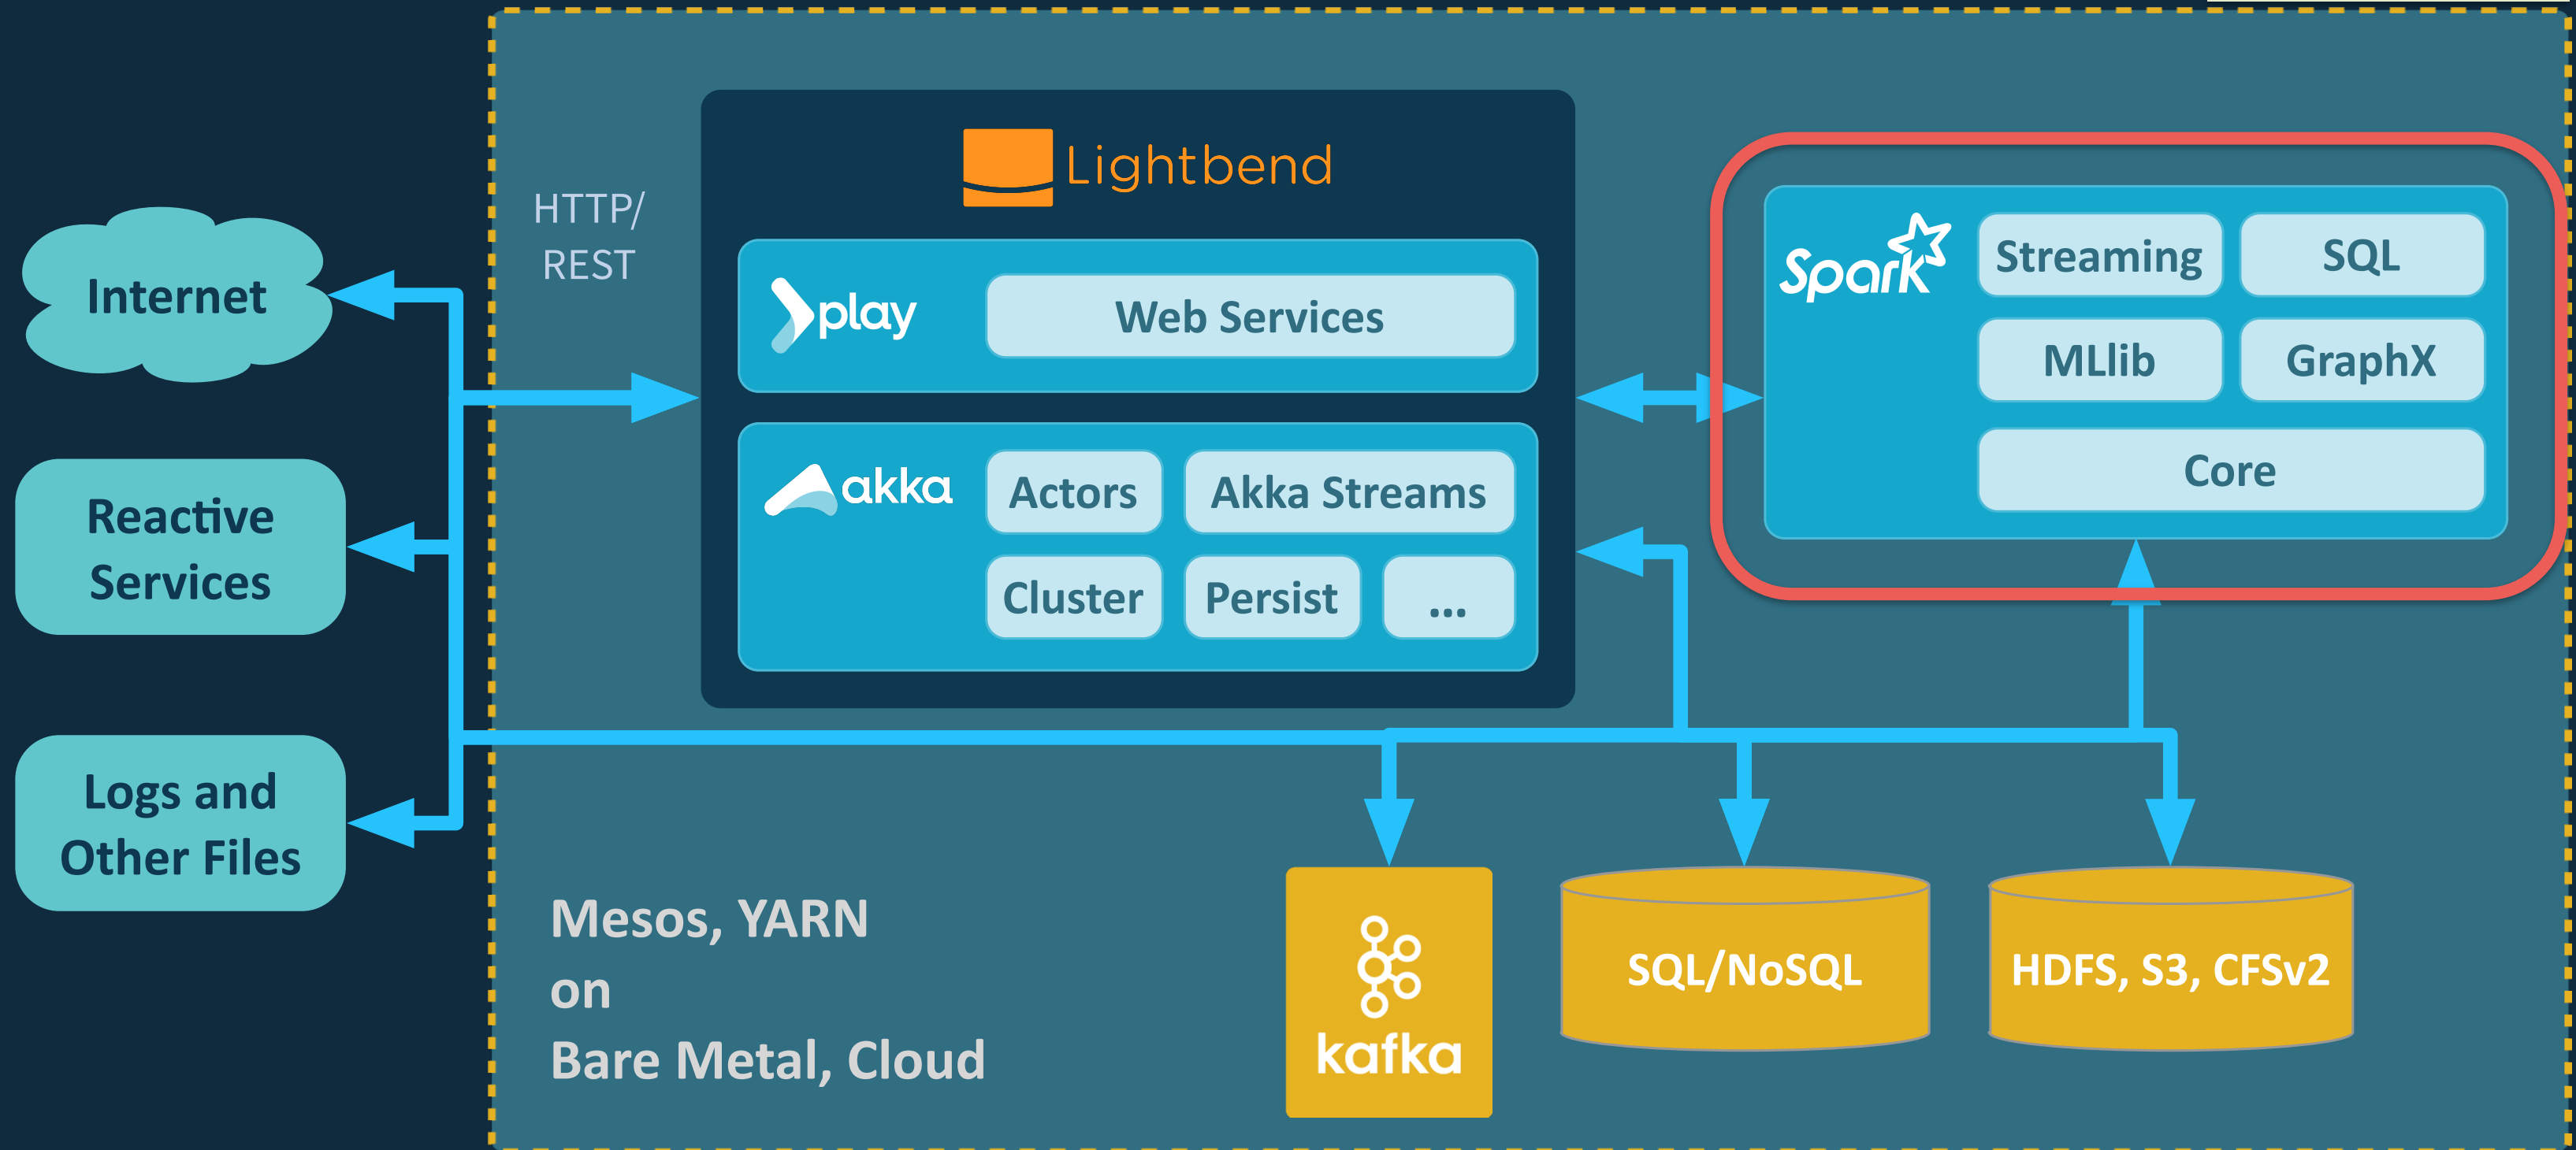 Lightbend
HTTP/
REST
Internet
play
Web Services
Spark
Streaming
SQL
MLlib
GraphX
Core
akka
Actors
Akka Streams
Cluster
Persist
...
Reactive
Services
Logs and
Other Files
Mesos, YARN
on
Bare Metal, Cloud
kafka
SQL/NoSQL
HDFS, S3, CFSv2